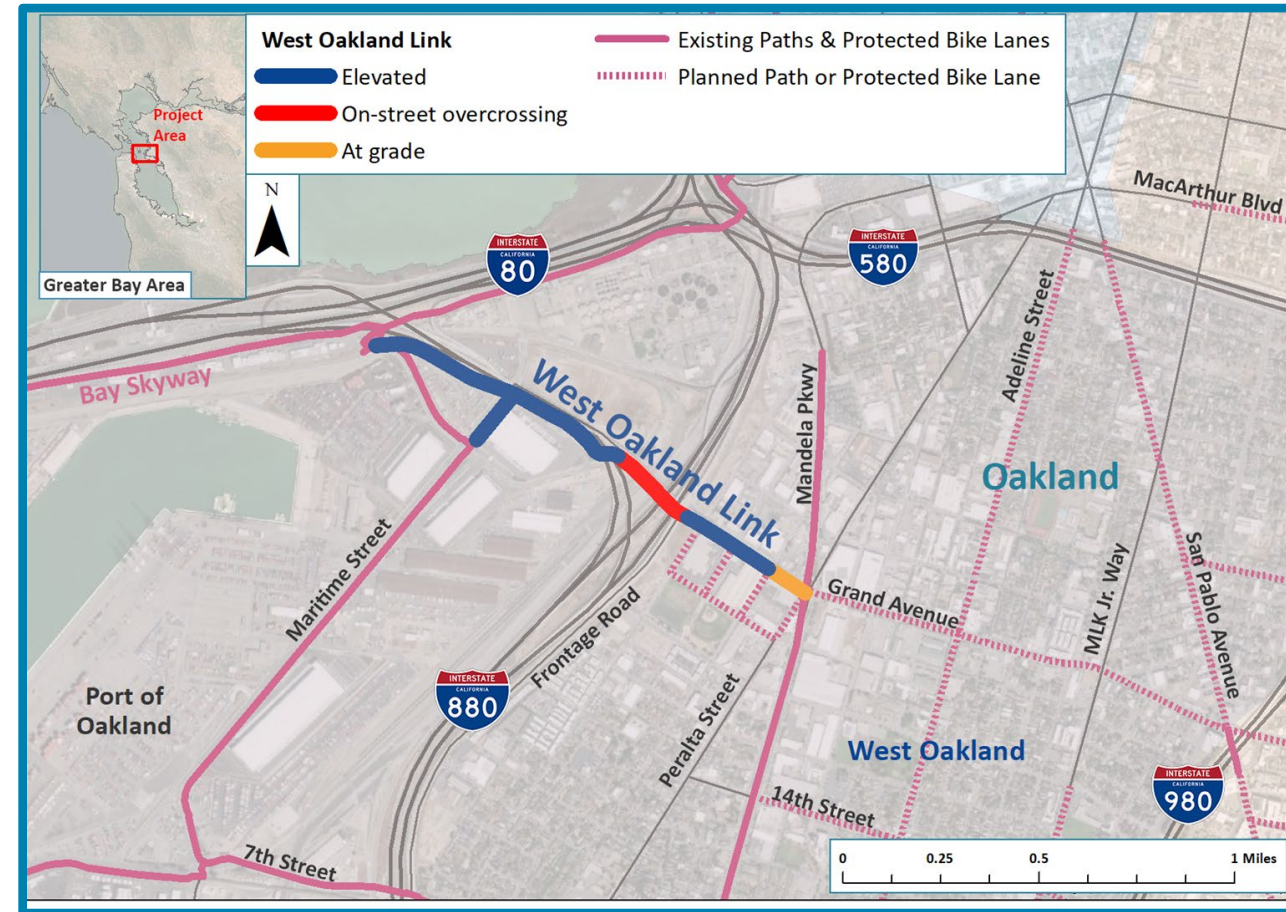 West Oakland Link
Elevated
On-street overcrossing
At grade
Existing Paths & Protected Bike Lanes
Planned Path or Protected Bike Lane
Project
Area
Greater Bay Area
N
INTERSTATE
CALIFORNIA
80
INTERSTATE
CALIFORNIA
580
MacArthur Blvd
Adeline Street
Bay Skyway
West Oakland Link
Mandela Pkwy
Oakland
Maritime Street
Frontage Road
Grand Avenue
MLK Jr. Way
San Pablo Avenue
Port of
Oakland
INTERSTATE
CALIFORNIA
880
Peralta Street
West Oakland
14th Street
INTERSTATE
CALIFORNIA
980
7th Street
0 0.25 0.5 1 Miles